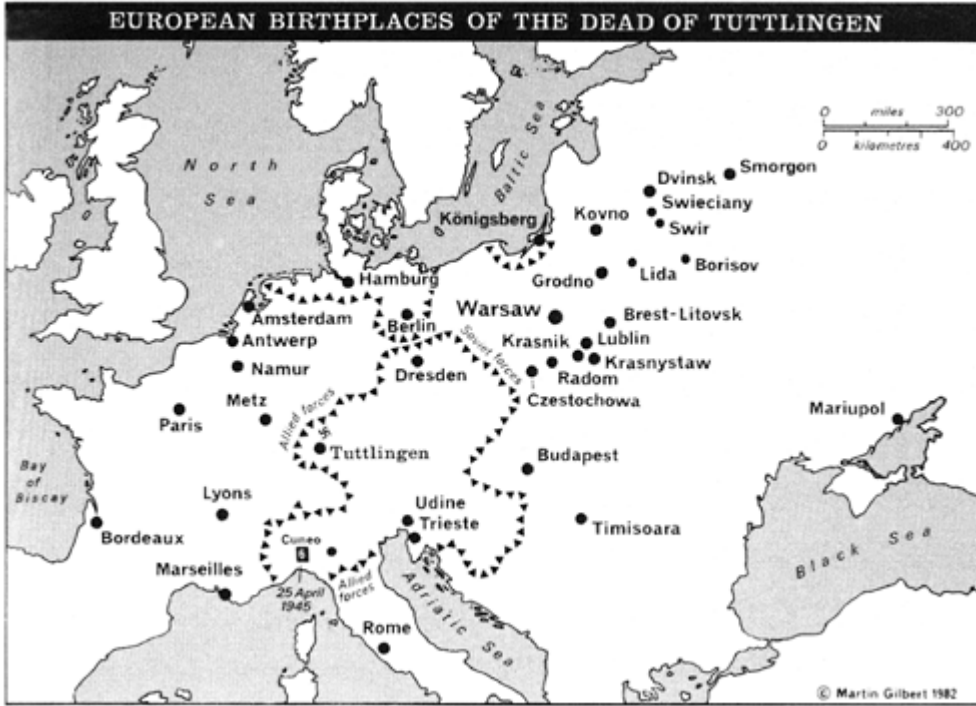 EUROPEAN BIRTHPLACES OF THE DEAD OF TUTTLINGEN
0 miles 300
0 kilometres 400
North
Sea
Baltic Sea
Smorgon
Dvinsk
Swieciany
Swir
Königsberg
Kovno
Borisov
Lida
Grodno
Hamburg
Amsterdam
Berlin
Warsaw
Brest-Litovsk
Antwerp
Soviet forces
Krasnik
Lublin
Krasnystaw
Namur
Dresden
Radom
Czestochowa
Metz
Paris
Allied forces
Mariupol
Tuttlingen
Budapest
Bay
of
Biscay
Lyons
Udine
Trieste
Timisoara
Bordeaux
Cuneo
6
Black Sea
Marseilles
25 April
1945
Allied
forces
Adriatic Sea
Rome
© Martin Gilbert 1982